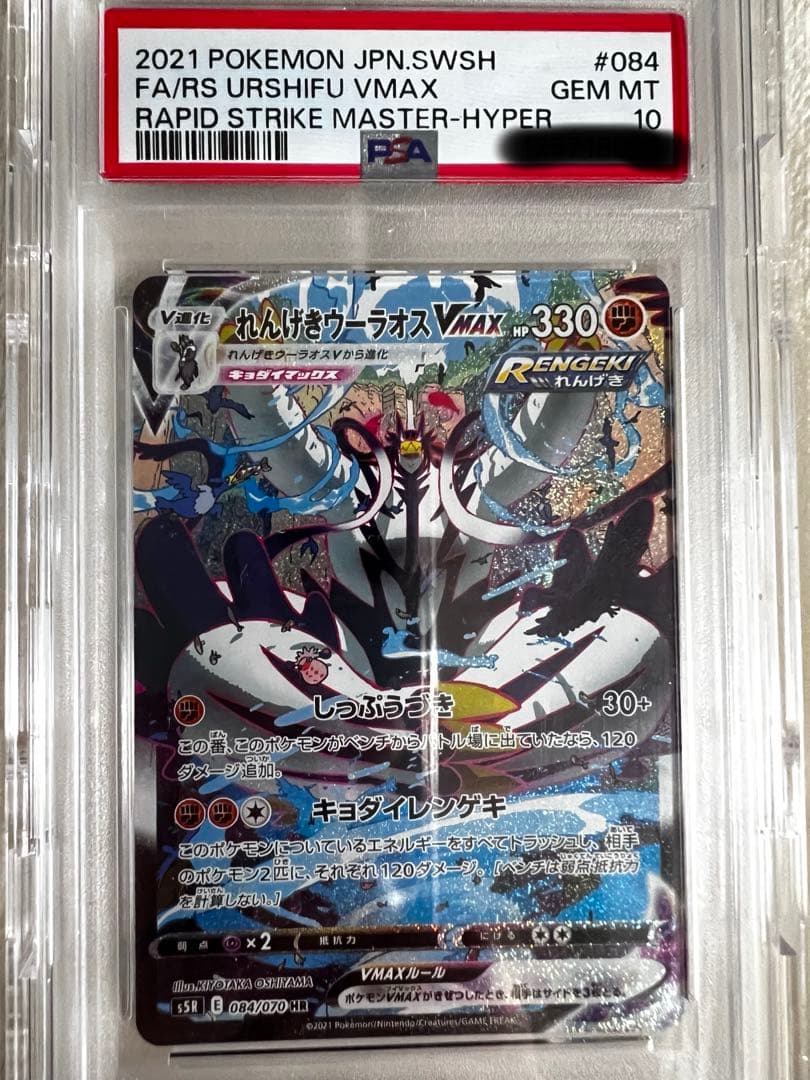 2021 POKEMON JPN.SWSH #084
FA/RS URSHIFU VMAX GEM MT
RAPID STRIKE MASTER-HYPER 10
PSA
V進化 れんげきウーラオスVMAX HP 330
れんげきウーラオスVから進化
キョダイマックス
RENGEKI
れんげき
しっぷうづき 30+
この番、このポケモンがベンチからバトル場に出ていたなら、120
ダメージ追加。
キョダイレンゲキ
このポケモンについているエネルギーをすべてトラッシュし、相手
のポケモン2匹に、それぞれ120ダメージ。[ベンチは弱点・抵抗力
を計算しない。]
弱点 ×2 抵抗力 にげる
Illus.KIYOTAKA OSHIYAMA
VMAXルール
ポケモンVMAXがきぜつしたとき、相手はサイドを3枚とる。
s5R E 084/070 HR
©2021 Pokémon/Nintendo/Creatures/GAME FREAK.